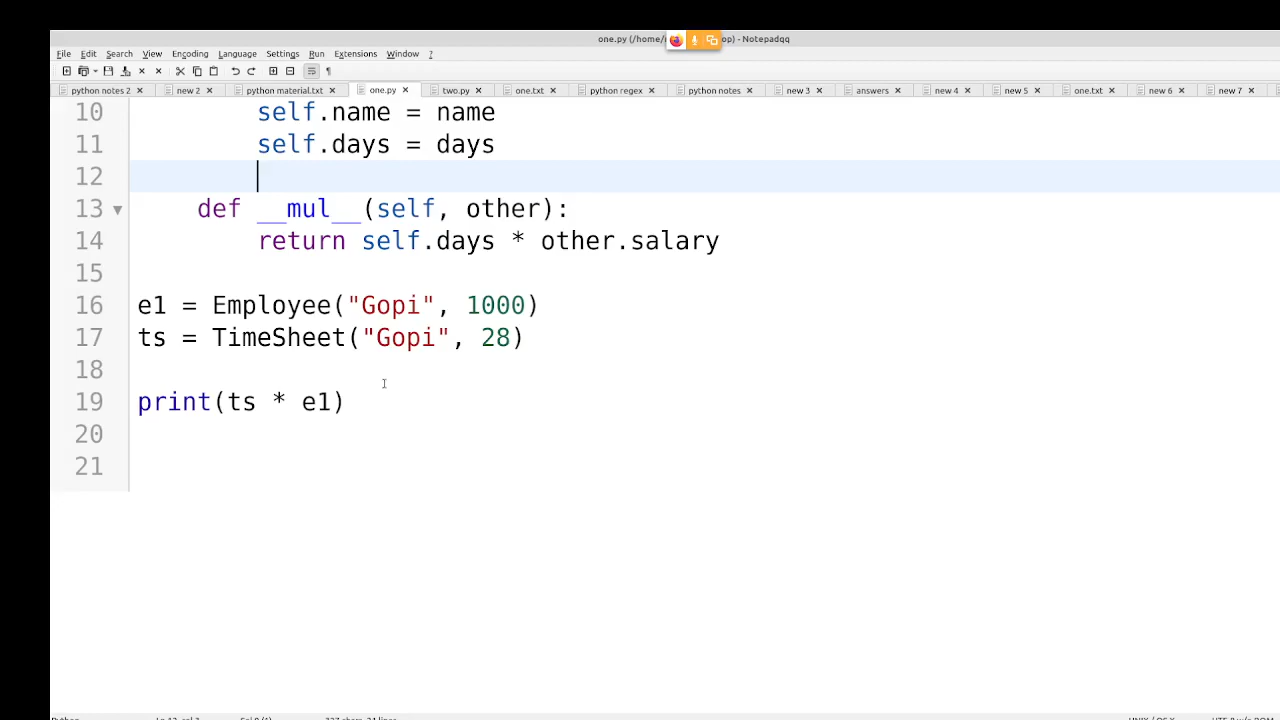 one.py (/home/ op) - Notepadqq
File Edit Search View Encoding Language Settings Run Extensions Window ?
python notes 2 new 2 python material.txt one.py two.py one.txt python regex python notes new 3 answers new 4 new 5 one.txt new 6 new 7
10 self.name = name
11 self.days = days
12
13 def __mul__(self, other):
14 return self.days * other.salary
15
16 e1 = Employee("Gopi", 1000)
17 ts = TimeSheet("Gopi", 28)
18
19 print(ts * e1)
20
21